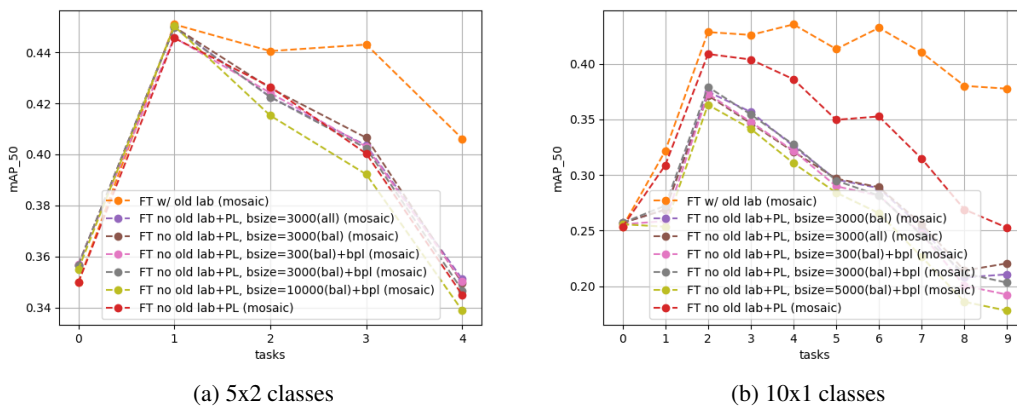 0.44
0.42
0.40
0.38
0.36
0.34
mAP_50
FT w/ old lab (mosaic)
FT no old lab+PL, bsize=3000(all) (mosaic)
FT no old lab+PL, bsize=3000(bal) (mosaic)
FT no old lab+PL, bsize=300(bal)+bpl (mosaic)
FT no old lab+PL, bsize=3000(bal)+bpl (mosaic)
FT no old lab+PL, bsize=10000(bal)+bpl (mosaic)
FT no old lab+PL (mosaic)
0 1 2 3 4
tasks
(a) 5x2 classes
0.40
0.35
0.30
0.25
0.20
mAP_50
FT w/ old lab (mosaic)
FT no old lab+PL, bsize=3000(bal) (mosaic)
FT no old lab+PL, bsize=3000(all) (mosaic)
FT no old lab+PL, bsize=300(bal)+bpl (mosaic)
FT no old lab+PL, bsize=3000(bal)+bpl (mosaic)
FT no old lab+PL, bsize=5000(bal)+bpl (mosaic)
FT no old lab+PL (mosaic)
0 1 2 3 4 5 6 7 8 9
tasks
(b) 10x1 classes